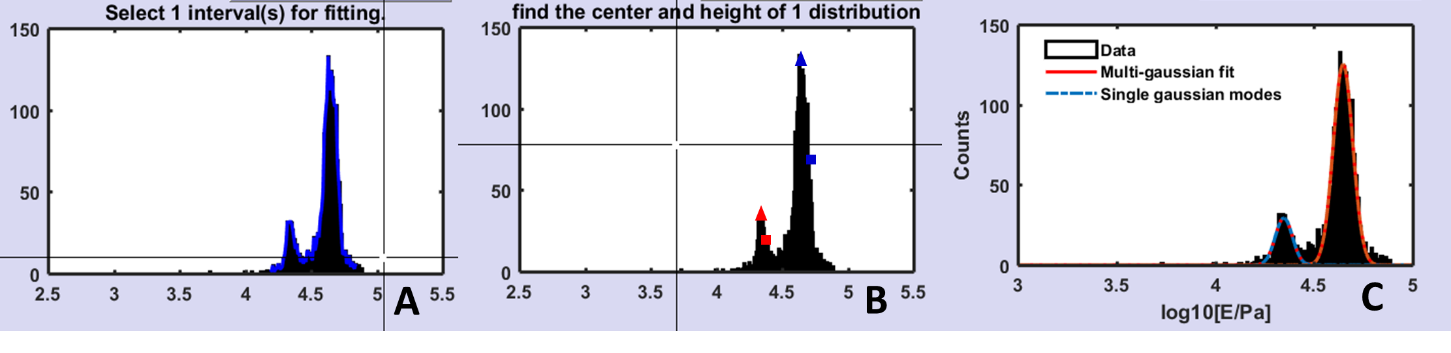 Select 1 interval(s) for fitting.
150
100
50
0
2.5 3 3.5 4 4.5 5 5.5
A
find the center and height of 1 distribution
150
100
50
0
2.5 3 3.5 4 4.5 5 5.5
B
150
100
50
0
Counts
Data
Multi-gaussian fit
Single gaussian modes
3 3.5 4 4.5 5
log10[E/Pa]
C